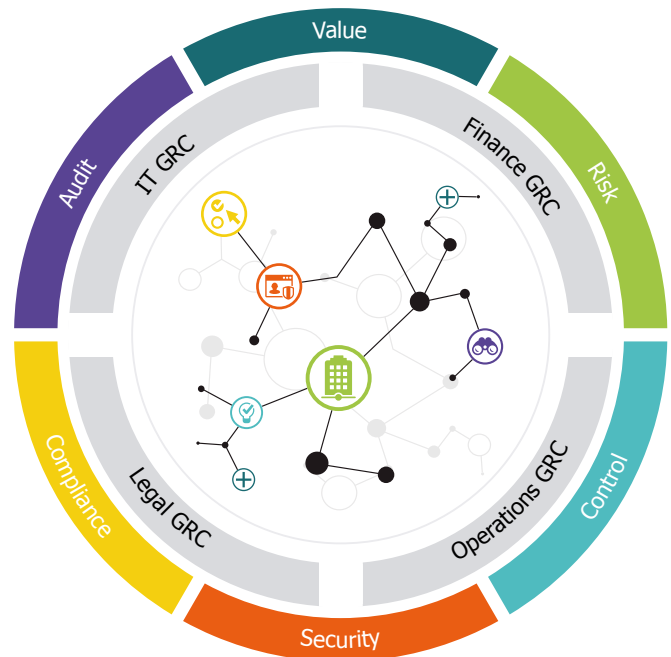 Value
Audit
IT GRC
Finance GRC
Risk
Compliance
Legal GRC
Operations GRC
Control
Security